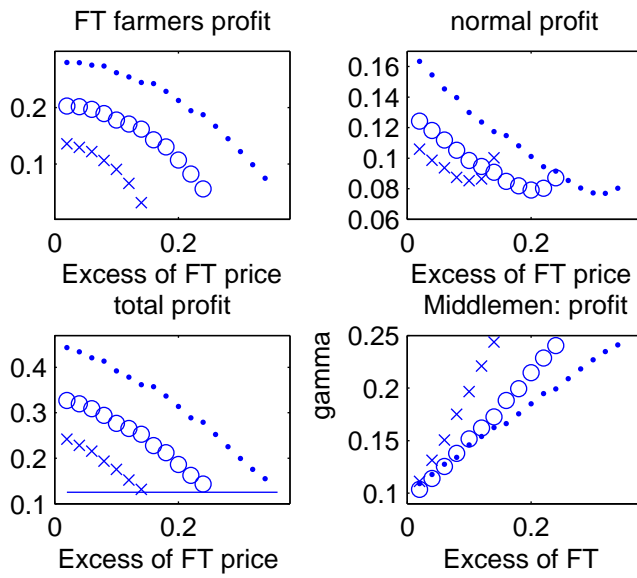 FT farmers profit
0.2
0.1
0
0.2
Excess of FT price
normal profit
0.16
0.14
0.12
0.1
0.08
0.06
0
0.2
Excess of FT price
total profit
0.4
0.3
0.2
0.1
0
0.2
Excess of FT price
Middlemen: profit
gamma
0.25
0.2
0.15
0.1
0
0.2
Excess of FT